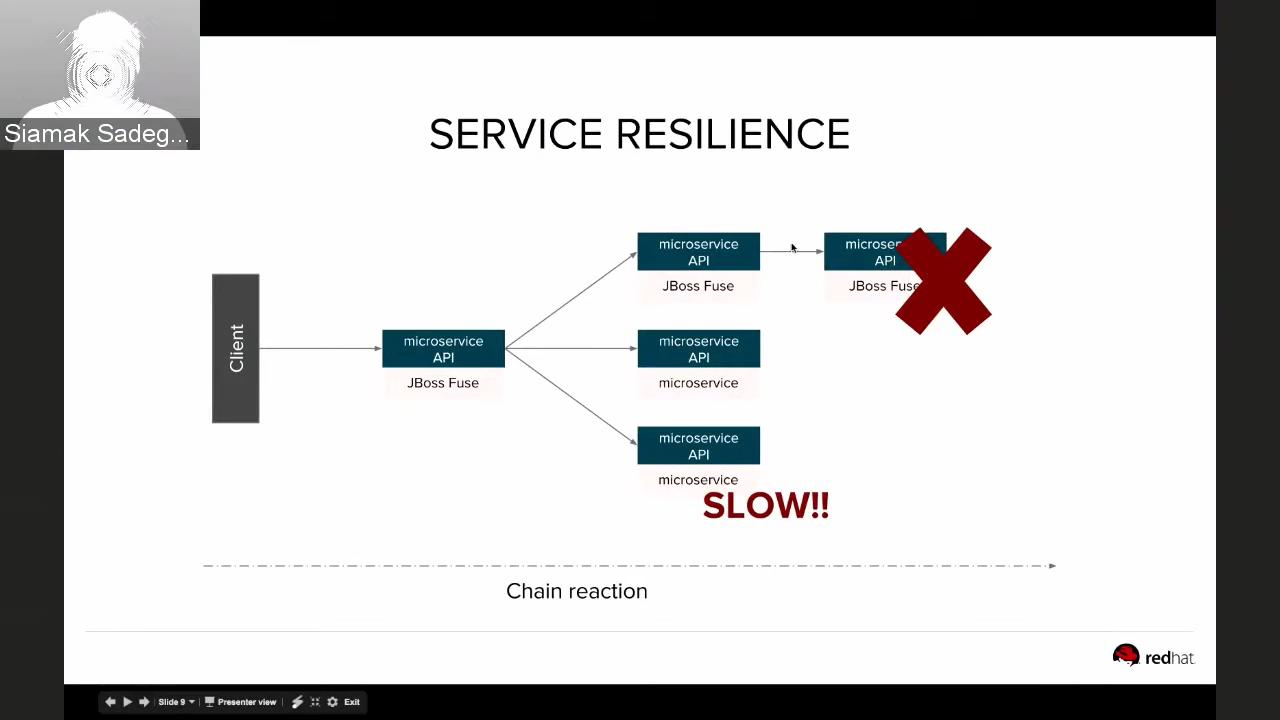 Siamak Sadeg...
SERVICE RESILIENCE
microservice
API
JBoss Fuse
API
JBoss Fuse
Client
microservice
API
JBoss Fuse
microservice
API
microservice
microservice
API
microservice
SLOW!!
Chain reaction
redhat
Slide 9
Presenter view
Exit